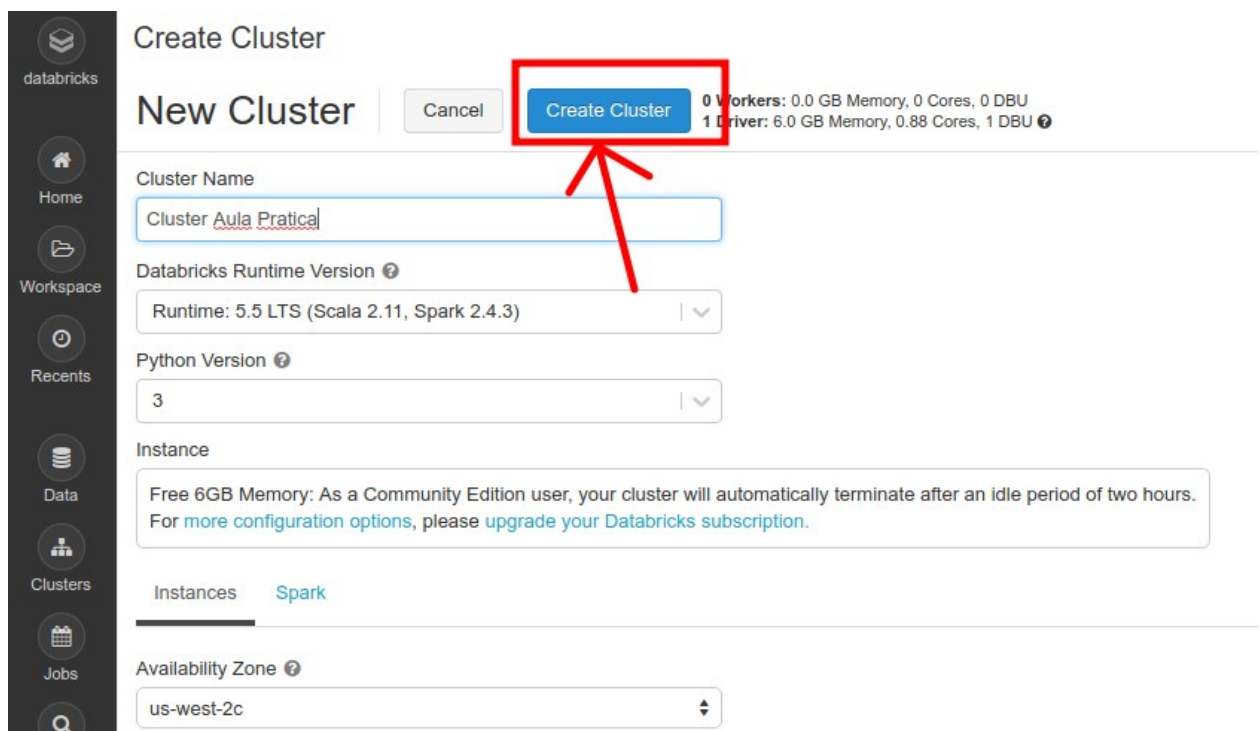 databricks
Home
Workspace
Recents
Data
Clusters
Jobs
Create Cluster
New Cluster
Cancel
Create Cluster
0 Workers: 0.0 GB Memory, 0 Cores, 0 DBU
1 Driver: 6.0 GB Memory, 0.88 Cores, 1 DBU
Cluster Name
Cluster Aula Pratica
Databricks Runtime Version
Runtime: 5.5 LTS (Scala 2.11, Spark 2.4.3)
Python Version
3
Instance
Free 6GB Memory: As a Community Edition user, your cluster will automatically terminate after an idle period of two hours.
For more configuration options, please upgrade your Databricks subscription.
Instances
Spark
Availability Zone
us-west-2c